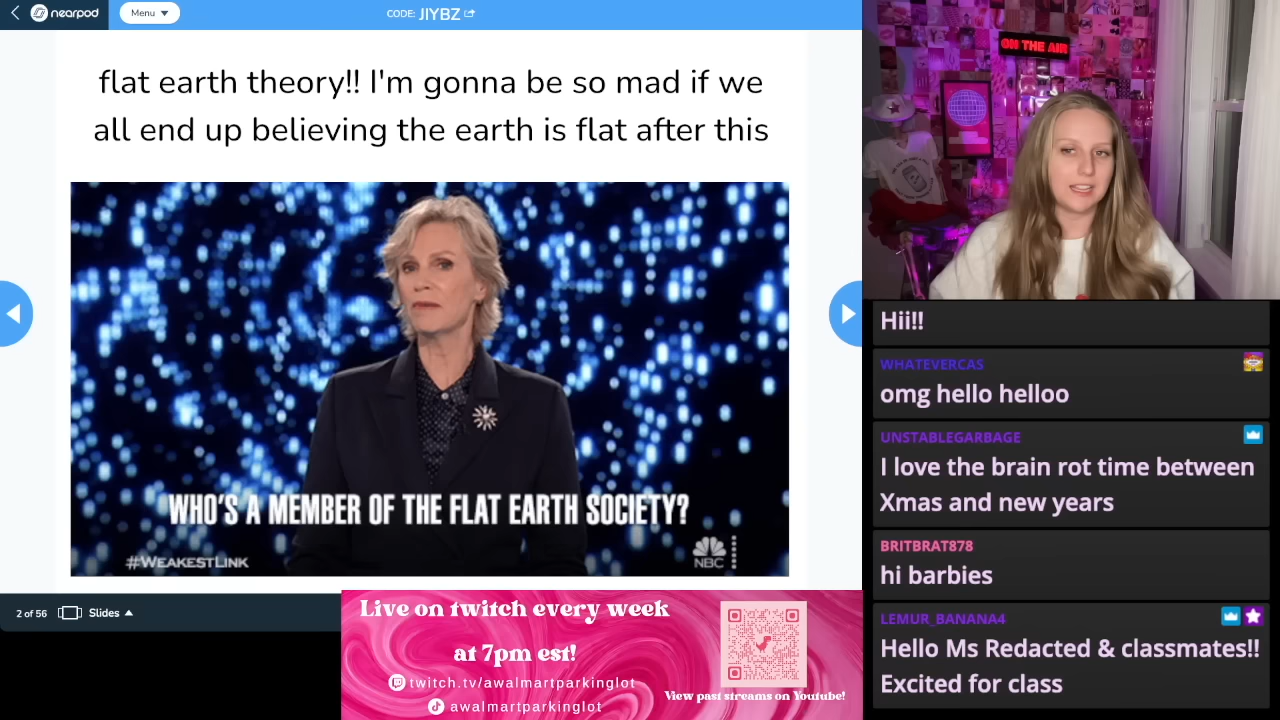 nearpod
Menu
CODE: JIYBZ
flat earth theory!! I'm gonna be so mad if we
all end up believing the earth is flat after this
WHO'S A MEMBER OF THE FLAT EARTH SOCIETY?
#WEAKESTLINK
NBC
2 of 56
Slides
Live on twitch every week
at 7pm est!
twitch.tv/awalmartparkinglot
awalmartparkinglot
View past streams on Youtube!
ON THE AIR
Hii!!
WHATEVERCAS
omg hello helloo
UNSTABLEGARBAGE
I love the brain rot time between
Xmas and new years
BRITBRAT878
hi barbies
LEMUR_BANANA4
Hello Ms Redacted & classmates!!
Excited for class